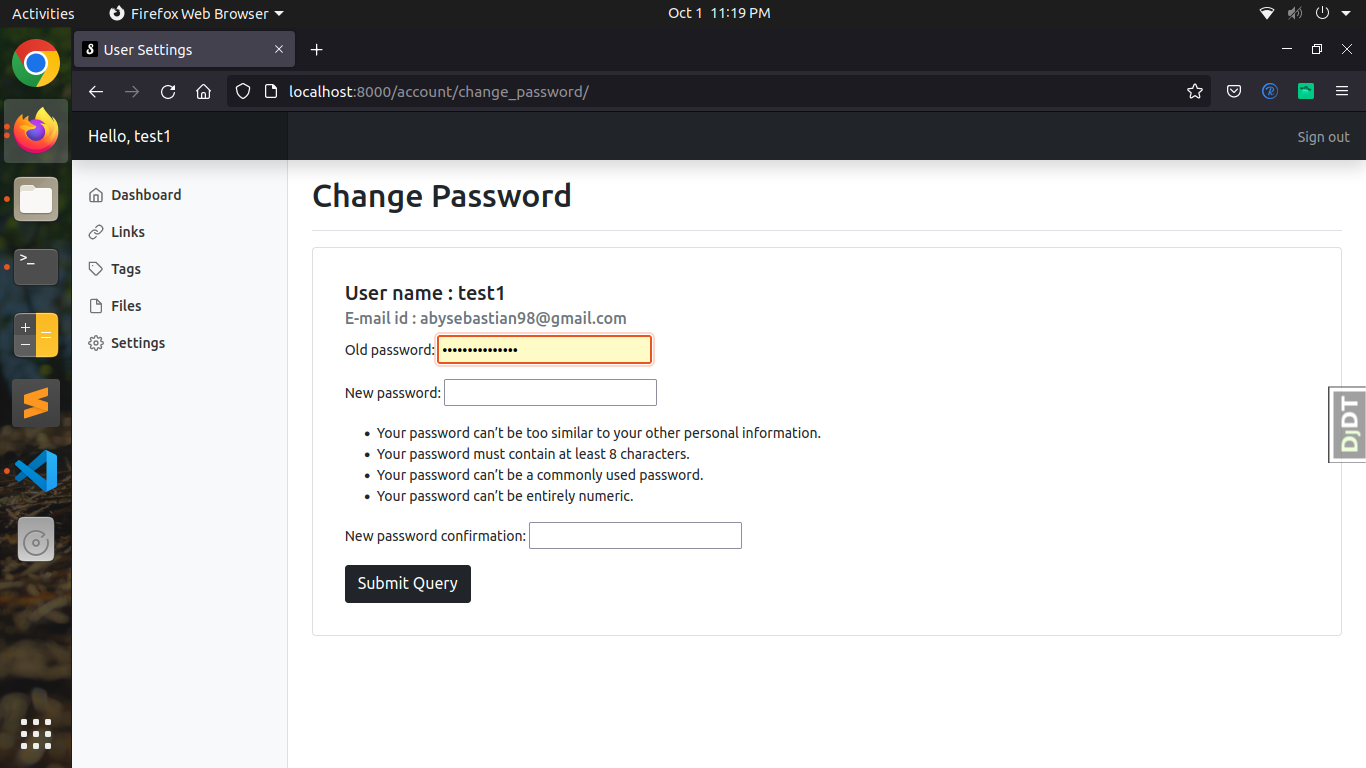 Activities
Firefox Web Browser
Oct 1 11:19 PM
User Settings
localhost:8000/account/change_password/
Hello, test1
Sign out
Dashboard
Links
Tags
Files
Settings
Change Password
User name : test1
E-mail id : abysebastian98@gmail.com
Old password:
New password:
Your password can’t be too similar to your other personal information.
Your password must contain at least 8 characters.
Your password can’t be a commonly used password.
Your password can’t be entirely numeric.
New password confirmation:
Submit Query
DJDT